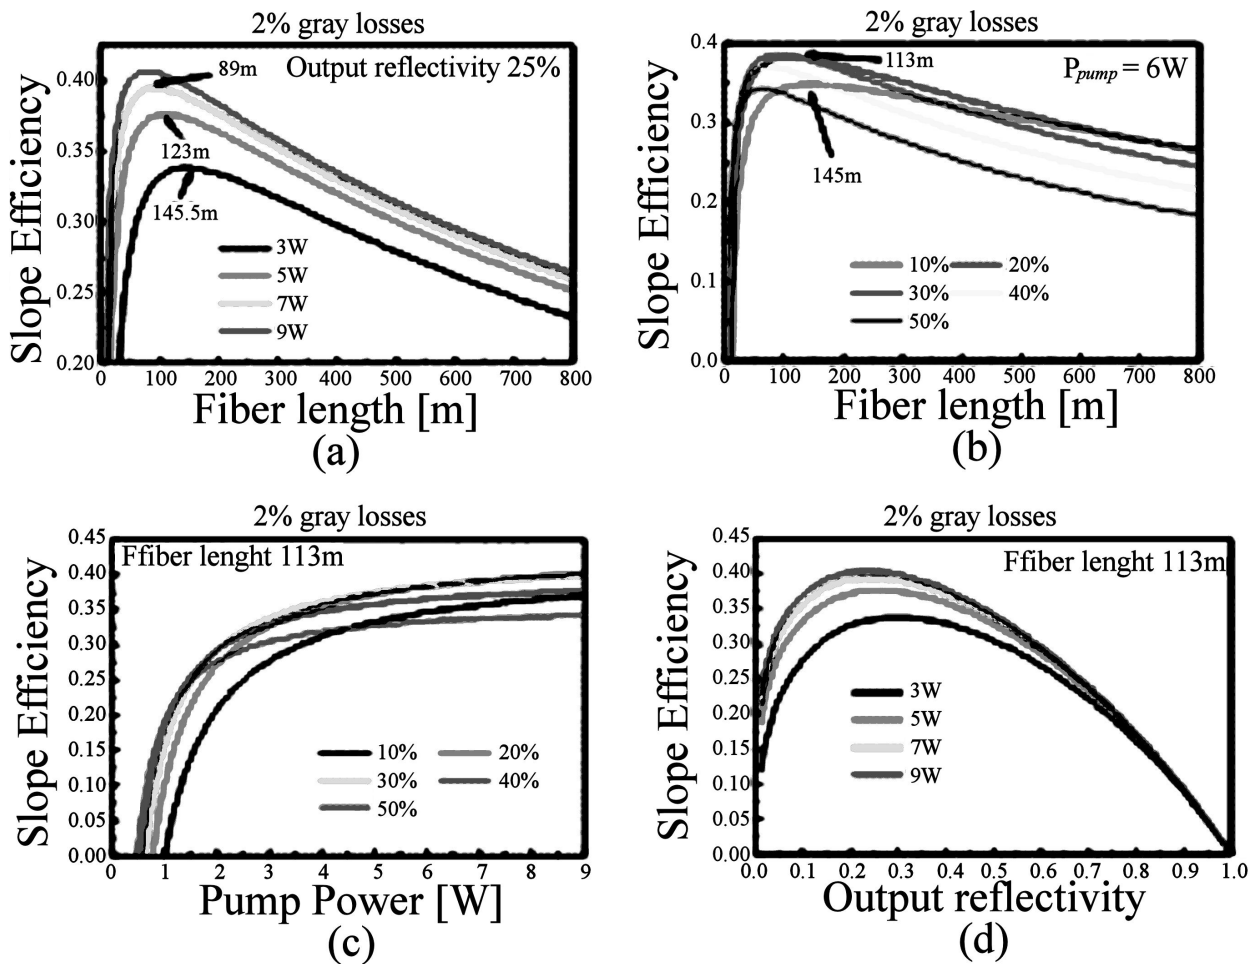 2% gray losses
Output reflectivity 25%
89m
123m
145.5m
3W
5W
7W
9W
0.40
0.35
0.30
0.25
0.20
0 100 200 300 400 500 600 700 800
Slope Efficiency
Fiber length [m]
(a)
2% gray losses
P_pump = 6W
113m
145m
10% 20%
30% 40%
50%
0.4
0.3
0.2
0.1
0.0
0 100 200 300 400 500 600 700 800
Slope Efficiency
Fiber length [m]
(b)
2% gray losses
Ffiber lenght 113m
10% 20%
30% 40%
50%
0.45
0.40
0.35
0.30
0.25
0.20
0.15
0.10
0.05
0.00
0 1 2 3 4 5 6 7 8 9
Slope Efficiency
Pump Power [W]
(c)
2% gray losses
Ffiber lenght 113m
3W
5W
7W
9W
0.45
0.40
0.35
0.30
0.25
0.20
0.15
0.10
0.05
0.00
0.0 0.1 0.2 0.3 0.4 0.5 0.6 0.7 0.8 0.9 1.0
Slope Efficiency
Output reflectivity
(d)